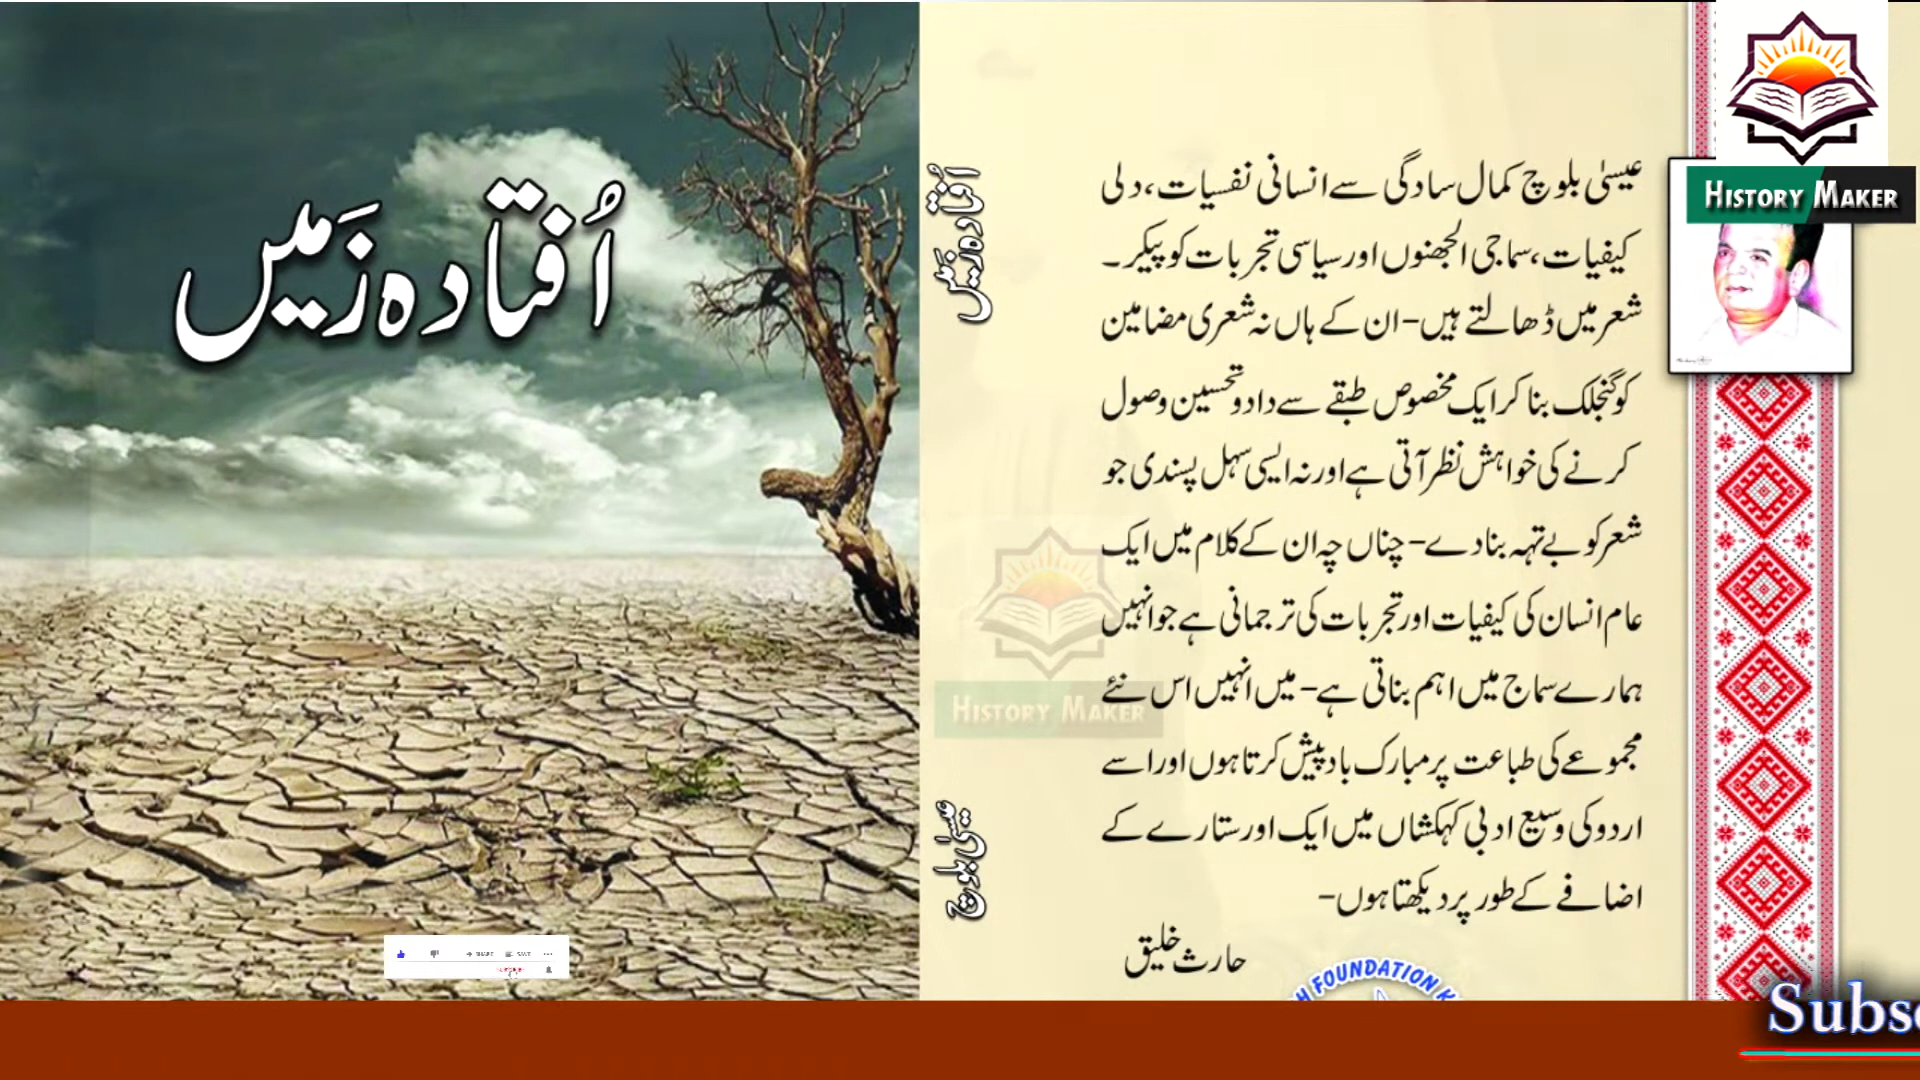 اُفتادہ زَمیں
اُفتادہ زَمیں
عیسیٰ بلوچ
عیسیٰ بلوچ کمال سادگی سے انسانی نفسیات، دلی
کیفیات، سماجی الجھنوں اور سیاسی تجربات کو پیکر۔
شعر میں ڈھالتے ہیں- ان کے ہاں نہ شعری مضامین
کو گنجلک بنا کر ایک مخصوص طبقے سے داد و تحسین وصول
کرنے کی خواہش نظر آتی ہے اور نہ ایسی سہل پسندی جو
شعر کو بے تہہ بنا دے- چناں چہ ان کے کلام میں ایک
عام انسان کی کیفیات اور تجربات کی ترجمانی ہے جو انہیں
ہمارے سماج میں اہم بناتی ہے- میں انہیں اس نئے
مجموعے کی طباعت پر مبارک باد پیش کرتا ہوں اور اسے
اردو کی وسیع ادبی کہکشاں میں ایک اور ستارے کے
اضافے کے طور پر دیکھتا ہوں-
حارث خلیق
HISTORY MAKER
HISTORY MAKER
H FOUNDATION K
SHARE
SAVE
Subsc